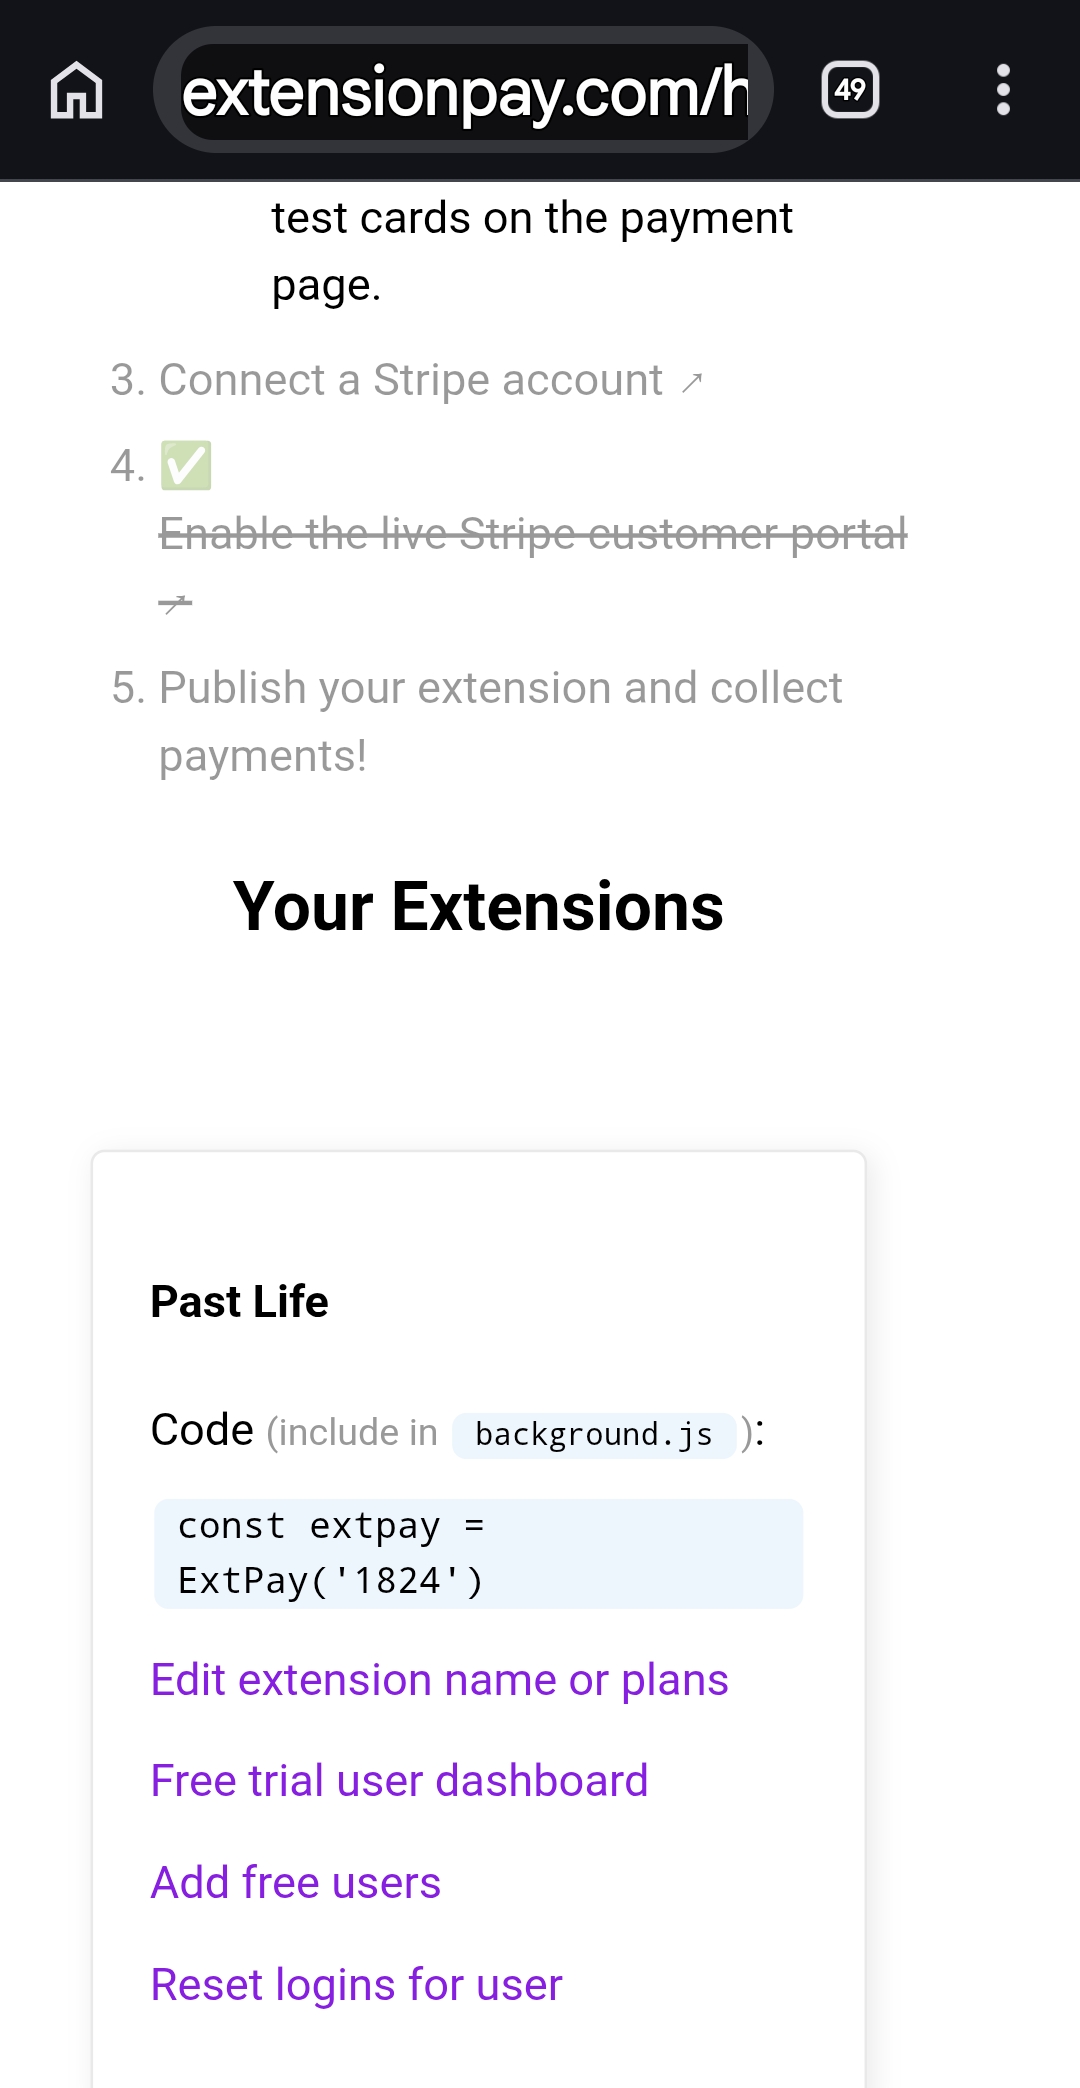 extensionpay.com/h
49
test cards on the payment
page.
3. Connect a Stripe account ↗
4. ✅
Enable the live Stripe customer portal
↗
5. Publish your extension and collect
payments!
Your Extensions
Past Life
Code (include in background.js ):
const extpay =
ExtPay('1824')
Edit extension name or plans
Free trial user dashboard
Add free users
Reset logins for user